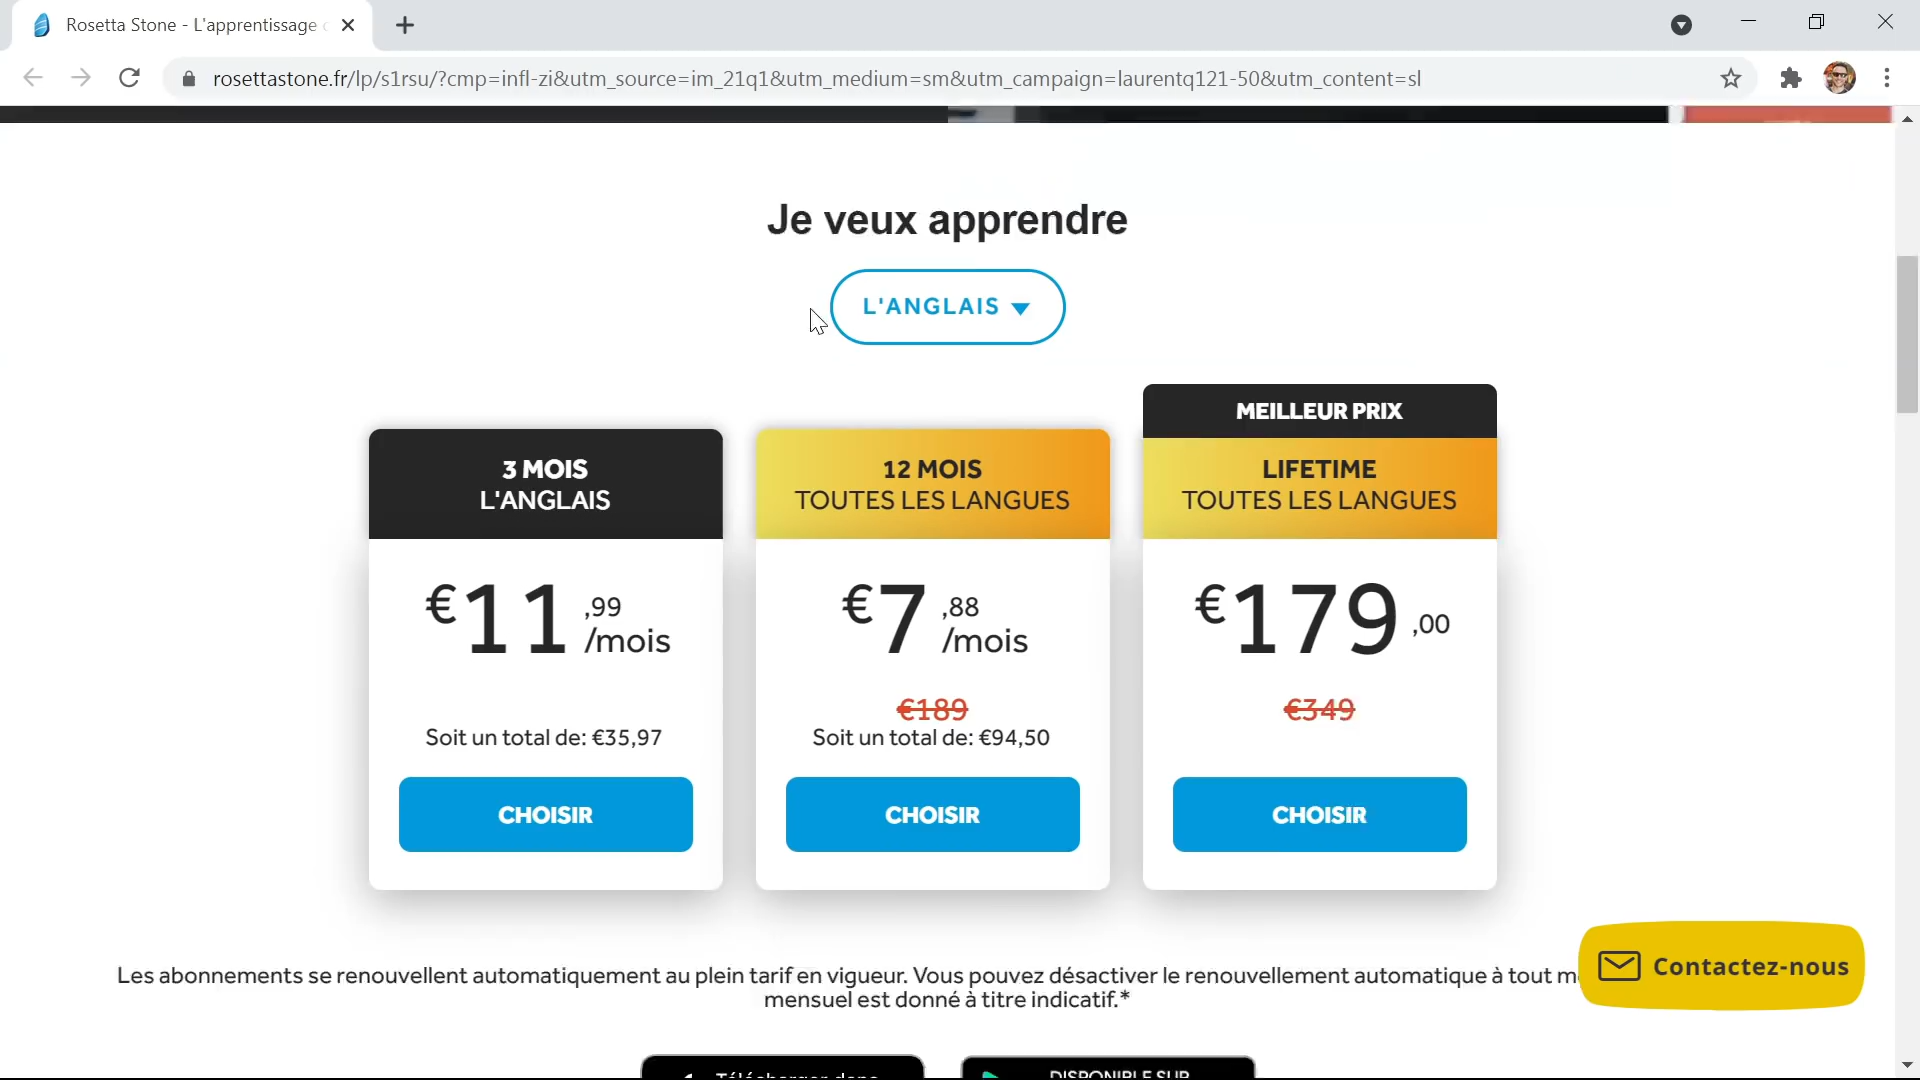 Rosetta Stone - L'apprentissage
rosettastone.fr/lp/s1rsu/?cmp=infl-zi&utm_source=im_21q1&utm_medium=sm&utm_campaign=laurentq121-50&utm_content=sl
Je veux apprendre
L'ANGLAIS
3 MOIS
L'ANGLAIS
€11,99
/mois
Soit un total de: €35,97
CHOISIR
12 MOIS
TOUTES LES LANGUES
€7,88
/mois
€189
Soit un total de: €94,50
CHOISIR
MEILLEUR PRIX
LIFETIME
TOUTES LES LANGUES
€179,00
€349
CHOISIR
Les abonnements se renouvellent automatiquement au plein tarif en vigueur. Vous pouvez désactiver le renouvellement automatique à tout
mensuel est donné à titre indicatif.*
Contactez-nous
Télécharger dans
DISPONIBLE SUR